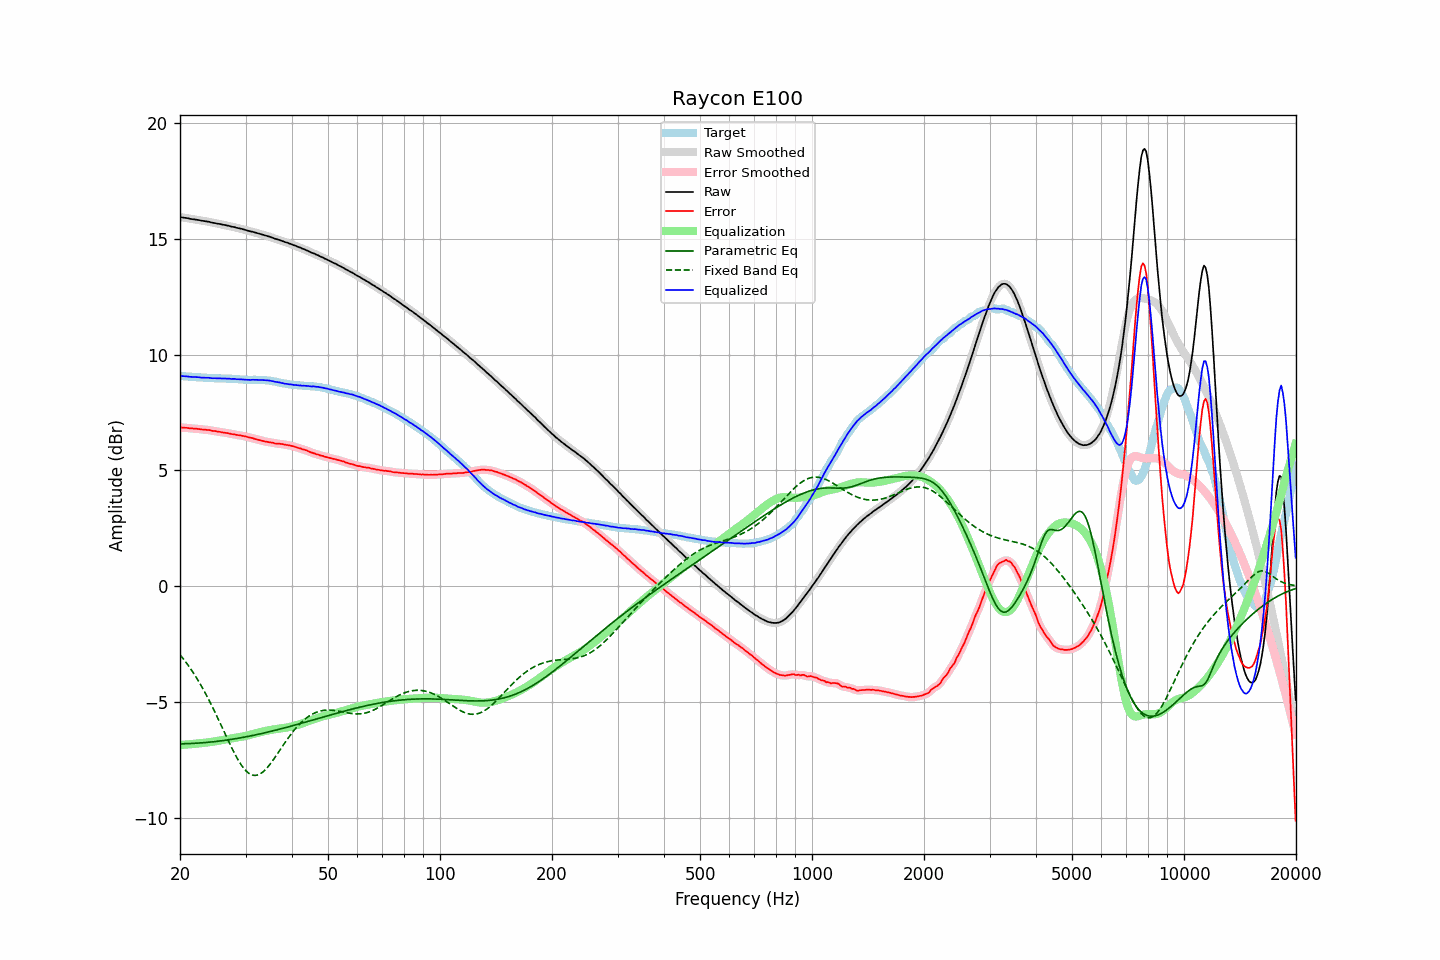 Raycon E100
Target
Raw Smoothed
Error Smoothed
Raw
Error
Equalization
Parametric Eq
Fixed Band Eq
Equalized
20
15
10
5
0
−5
−10
Amplitude (dBr)
20
50
100
200
500
1000
2000
5000
10000
20000
Frequency (Hz)